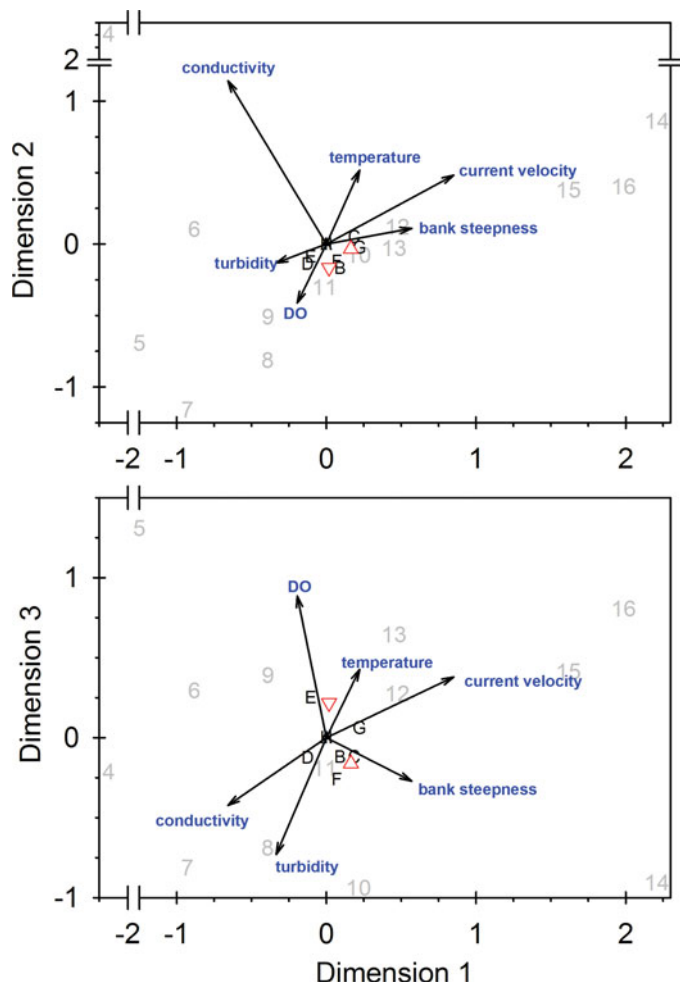 4
2
conductivity
1
14
temperature
current velocity
15
16
6
12
bank steepness
C
G
13
0
E
10
turbidity
D
F
B
11
DO
9
5
8
-1
7
Dimension 2
-2
-1
0
1
2
5
1
DO
16
13
temperature
15
current velocity
9
6
12
E
G
0
B
C
D
11
4
F
bank steepness
conductivity
8
turbidity
7
10
14
-1
Dimension 3
-2
-1
0
1
2
Dimension 1